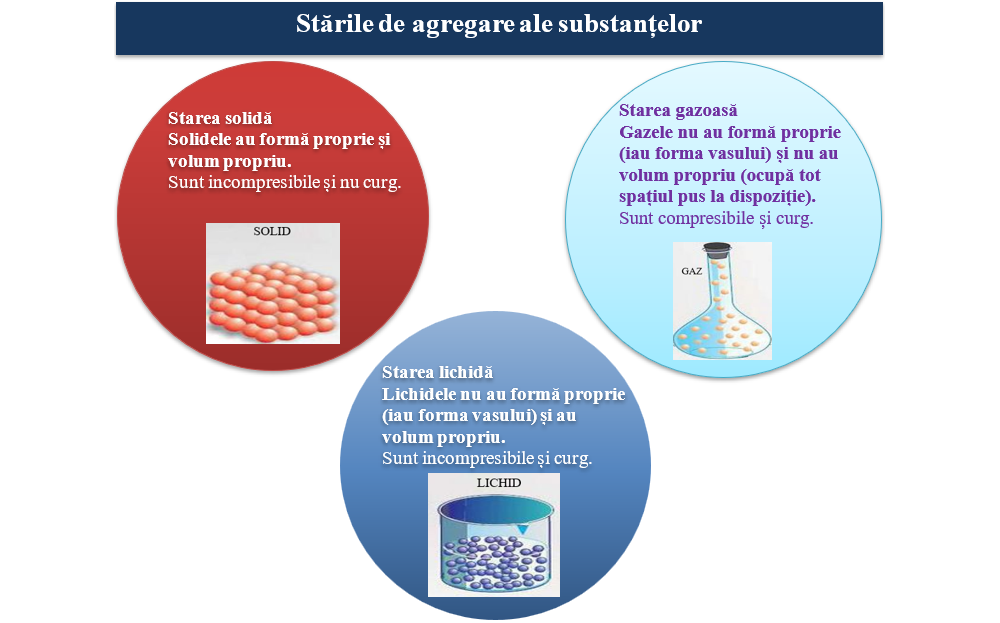 Stările de agregare ale substanțelor
Starea solidă
Solidele au formă proprie și
volum propriu.
Sunt incompresibile și nu curg.
SOLID
Starea gazoasă
Gazele nu au formă proprie
(iau forma vasului) și nu au
volum propriu (ocupă tot
spațiul pus la dispoziție).
Sunt compresibile și curg.
GAZ
Starea lichidă
Lichidele nu au formă proprie
(iau forma vasului) și au
volum propriu.
Sunt incompresibile și curg.
LICHID